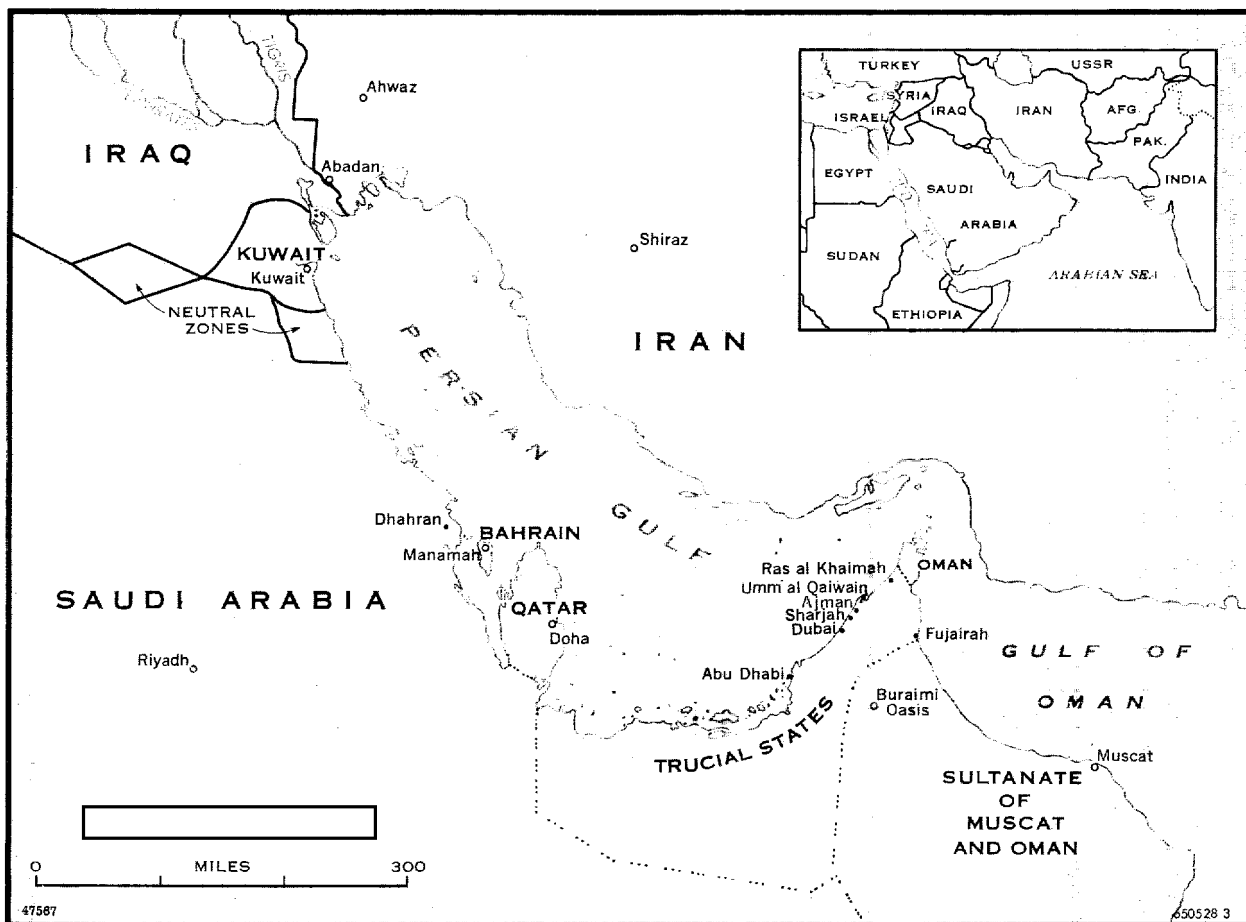 TIGRIS
Ahwaz
IRAQ
Abadan
KUWAIT
Kuwait
NEUTRAL
ZONES
Shiraz
IRAN
PERSIAN GULF
Dhahran
BAHRAIN
Manamah
SAUDI ARABIA
QATAR
Doha
Riyadh
Ras al Khaimah
OMAN
Umm al Qaiwain
Ajman
Sharjah
Dubai
Fujairah
Abu Dhabi
GULF OF
OMAN
Buraimi
Oasis
TRUCIAL STATES
Muscat
SULTANATE
OF
MUSCAT
AND OMAN
0 MILES 300
47567
650528 3
TURKEY
USSR
SYRIA
ISRAEL
IRAQ
IRAN
AFG.
PAK.
EGYPT
SAUDI
ARABIA
INDIA
SUDAN
ARABIAN SEA
ETHIOPIA